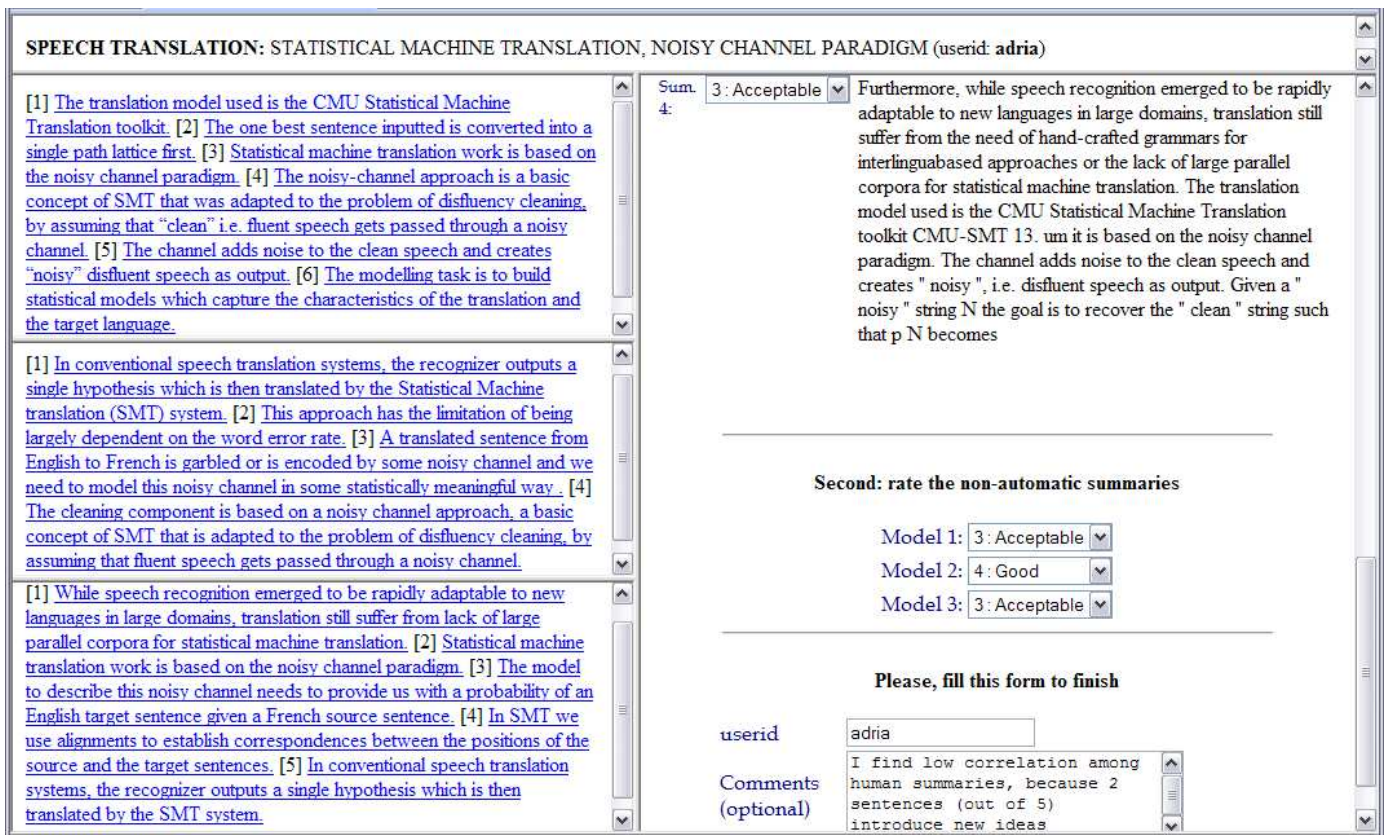 SPEECH TRANSLATION: STATISTICAL MACHINE TRANSLATION, NOISY CHANNEL PARADIGM (userid: adria)
[1] The translation model used is the CMU Statistical Machine
Translation toolkit. [2] The one best sentence inputted is converted into a
single path lattice first. [3] Statistical machine translation work is based on
the noisy channel paradigm. [4] The noisy-channel approach is a basic
concept of SMT that was adapted to the problem of disfluency cleaning,
by assuming that “clean” i.e. fluent speech gets passed through a noisy
channel. [5] The channel adds noise to the clean speech and creates
“noisy” disfluent speech as output. [6] The modelling task is to build
statistical models which capture the characteristics of the translation and
the target language.
[1] In conventional speech translation systems, the recognizer outputs a
single hypothesis which is then translated by the Statistical Machine
translation (SMT) system. [2] This approach has the limitation of being
largely dependent on the word error rate. [3] A translated sentence from
English to French is garbled or is encoded by some noisy channel and we
need to model this noisy channel in some statistically meaningful way . [4]
The cleaning component is based on a noisy channel approach, a basic
concept of SMT that is adapted to the problem of disfluency cleaning, by
assuming that fluent speech gets passed through a noisy channel.
[1] While speech recognition emerged to be rapidly adaptable to new
languages in large domains, translation still suffer from lack of large
parallel corpora for statistical machine translation. [2] Statistical machine
translation work is based on the noisy channel paradigm. [3] The model
to describe this noisy channel needs to provide us with a probability of an
English target sentence given a French source sentence. [4] In SMT we
use alignments to establish correspondences between the positions of the
source and the target sentences. [5] In conventional speech translation
systems, the recognizer outputs a single hypothesis which is then
translated by the SMT system.
Sum. 4:
3 : Acceptable
Furthermore, while speech recognition emerged to be rapidly
adaptable to new languages in large domains, translation still
suffer from the need of hand-crafted grammars for
interlinguabased approaches or the lack of large parallel
corpora for statistical machine translation. The translation
model used is the CMU Statistical Machine Translation
toolkit CMU-SMT 13. um it is based on the noisy channel
paradigm. The channel adds noise to the clean speech and
creates " noisy ", i.e. disfluent speech as output. Given a "
noisy " string N the goal is to recover the " clean " string such
that p N becomes
Second: rate the non-automatic summaries
Model 1: 3 : Acceptable
Model 2: 4 : Good
Model 3: 3 : Acceptable
Please, fill this form to finish
userid adria
Comments (optional)
I find low correlation among
human summaries, because 2
sentences (out of 5)
introduce new ideas